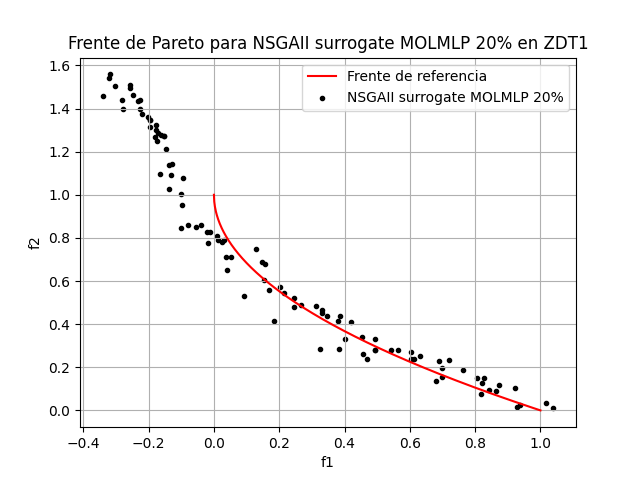 Frente de Pareto para NSGAII surrogate MOLMLP 20% en ZDT1
Frente de referencia
NSGAII surrogate MOLMLP 20%
f2
1.6
1.4
1.2
1.0
0.8
0.6
0.4
0.2
0.0
−0.4 −0.2 0.0 0.2 0.4 0.6 0.8 1.0
f1